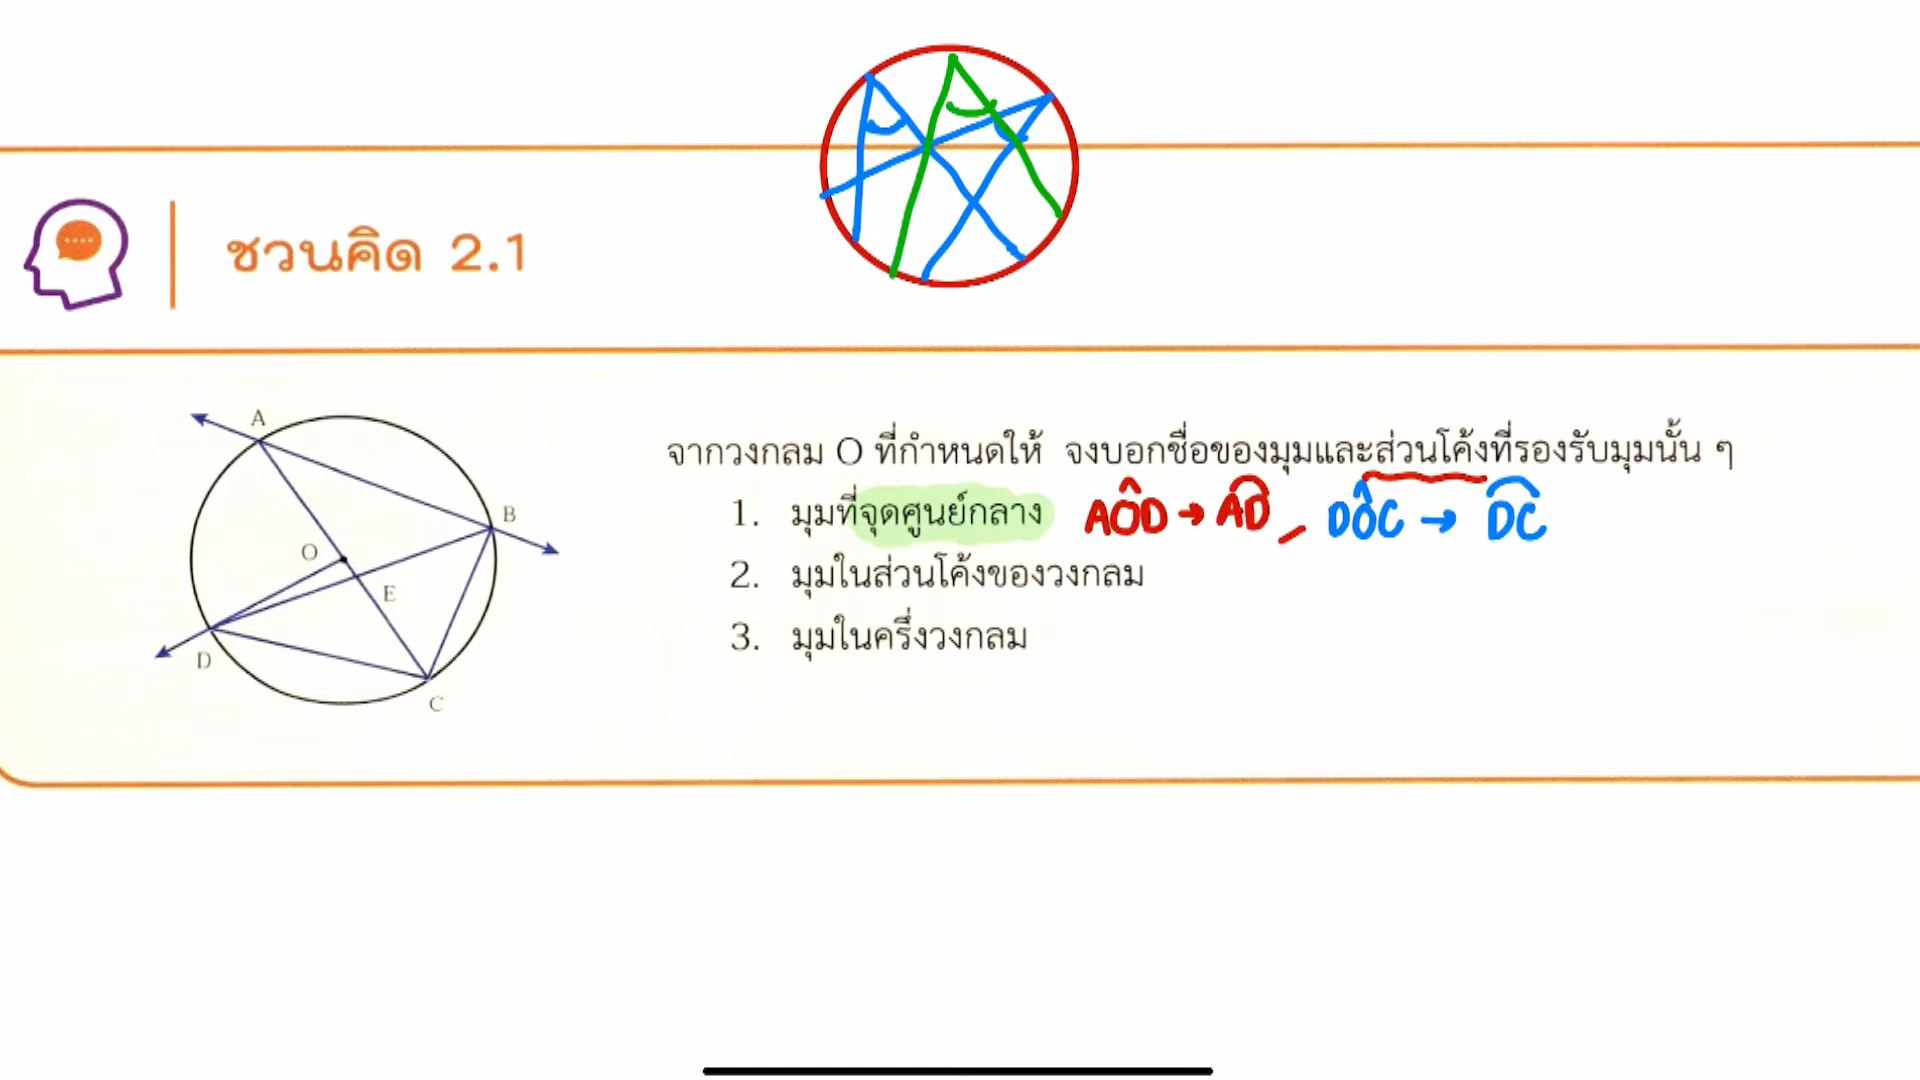 ชวนคิด 2.1
A
B
O
E
D
C
จากวงกลม O ที่กำหนดให้ จงบอกชื่อของมุมและส่วนโค้งที่รองรับมุมนั้น ๆ
1. มุมที่จุดศูนย์กลาง AÔD → A͡D , DÔC → D͡C
2. มุมในส่วนโค้งของวงกลม
3. มุมในครึ่งวงกลม